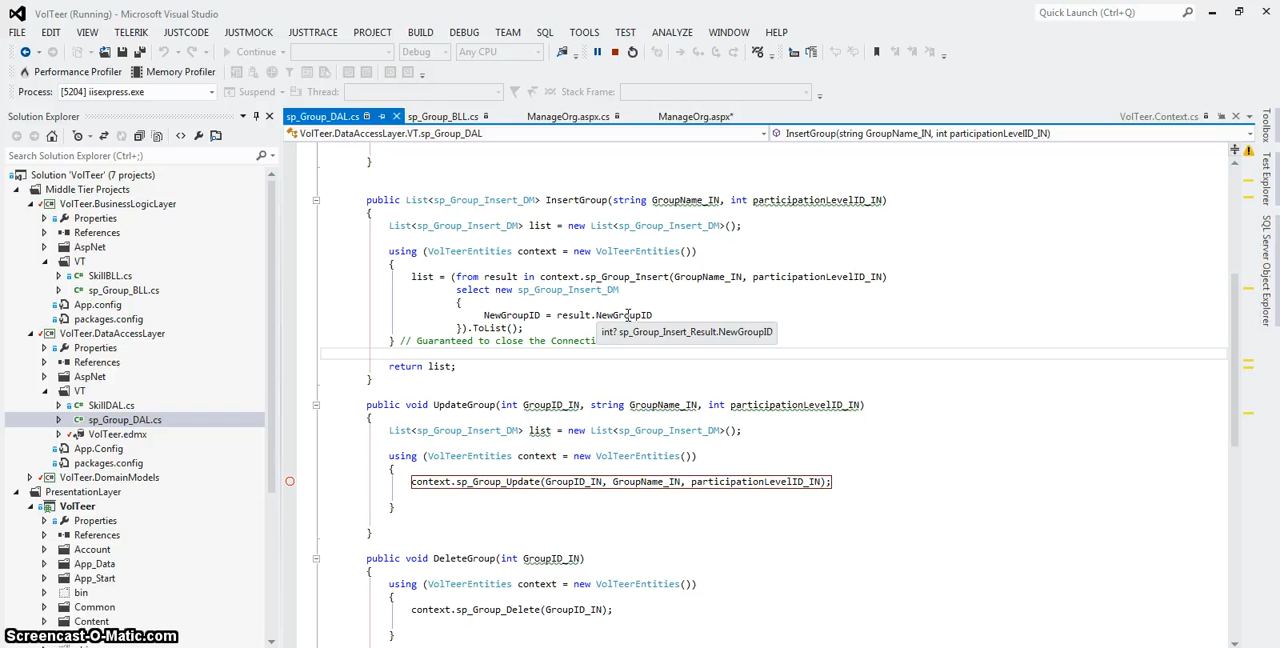 VolTeer (Running) - Microsoft Visual Studio
Quick Launch (Ctrl+Q)
FILE EDIT VIEW TELERIK JUSTCODE JUSTMOCK JUSTTRACE PROJECT BUILD DEBUG TEAM SQL TOOLS TEST ANALYZE WINDOW HELP
Continue Debug Any CPU
Performance Profiler Memory Profiler
Process: [5204] iisexpress.exe Suspend Thread: Stack Frame:
Solution Explorer
sp_Group_DAL.cs sp_Group_BLL.cs ManageOrg.aspx.cs ManageOrg.aspx* VolTeer.Context.cs
VolTeer.DataAccessLayer.VT.sp_Group_DAL InsertGroup(string GroupName_IN, int participationLevelID_IN)
Search Solution Explorer (Ctrl+;)
Solution 'VolTeer' (7 projects)
Middle Tier Projects
VolTeer.BusinessLogicLayer
Properties
References
AspNet
VT
SkillBLL.cs
sp_Group_BLL.cs
App.config
packages.config
VolTeer.DataAccessLayer
Properties
References
AspNet
VT
SkillDAL.cs
sp_Group_DAL.cs
VolTeer.edmx
App.Config
packages.config
VolTeer.DomainModels
PresentationLayer
VolTeer
Properties
References
Account
App_Data
App_Start
bin
Common
Content
}
public List<sp_Group_Insert_DM> InsertGroup(string GroupName_IN, int participationLevelID_IN)
{
List<sp_Group_Insert_DM> list = new List<sp_Group_Insert_DM>();
using (VolTeerEntities context = new VolTeerEntities())
{
list = (from result in context.sp_Group_Insert(GroupName_IN, participationLevelID_IN)
select new sp_Group_Insert_DM
{
NewGroupID = result.NewGroupID
}).ToList();
int? sp_Group_Insert_Result.NewGroupID
} // Guaranteed to close the Connecti
return list;
}
public void UpdateGroup(int GroupID_IN, string GroupName_IN, int participationLevelID_IN)
{
List<sp_Group_Insert_DM> list = new List<sp_Group_Insert_DM>();
using (VolTeerEntities context = new VolTeerEntities())
{
context.sp_Group_Update(GroupID_IN, GroupName_IN, participationLevelID_IN);
}
}
public void DeleteGroup(int GroupID_IN)
{
using (VolTeerEntities context = new VolTeerEntities())
{
context.sp_Group_Delete(GroupID_IN);
}
Toolbox
Test Explorer
SQL Server Object Explorer
Screencast-O-Matic.com